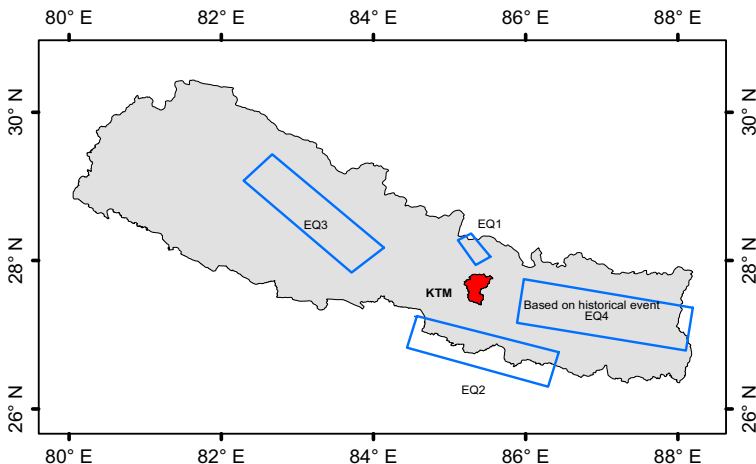 80° E 82° E 84° E 86° E 88° E
30° N 30° N
EQ1
EQ3
28° N 28° N
KTM
Based on historical event
EQ4
EQ2
26° N 26° N
80° E 82° E 84° E 86° E 88° E